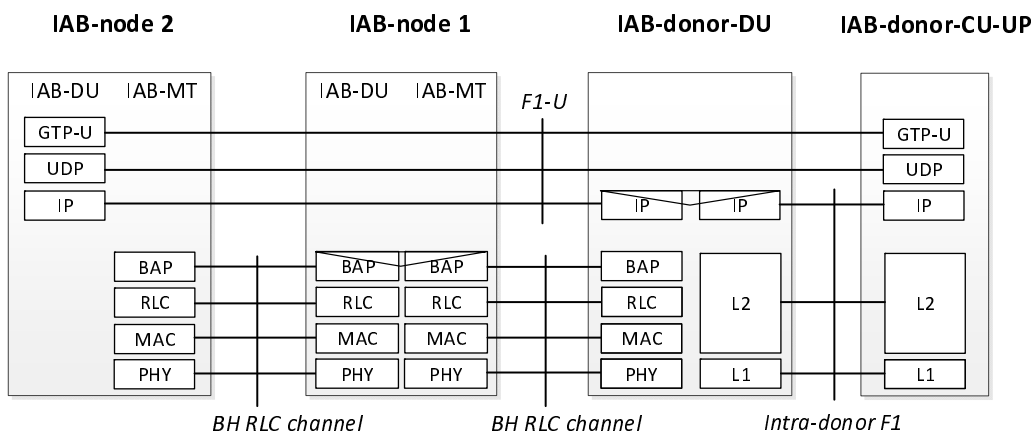 IAB-node 2 IAB-node 1 IAB-donor-DU IAB-donor-CU-UP
IAB-DU IAB-MT IAB-DU IAB-MT
F1-U
GTP-U GTP-U
UDP UDP
IP IP IP IP
BAP BAP BAP BAP
RLC RLC RLC RLC L2 L2
MAC MAC MAC MAC
PHY PHY PHY PHY L1 L1
BH RLC channel BH RLC channel Intra-donor F1